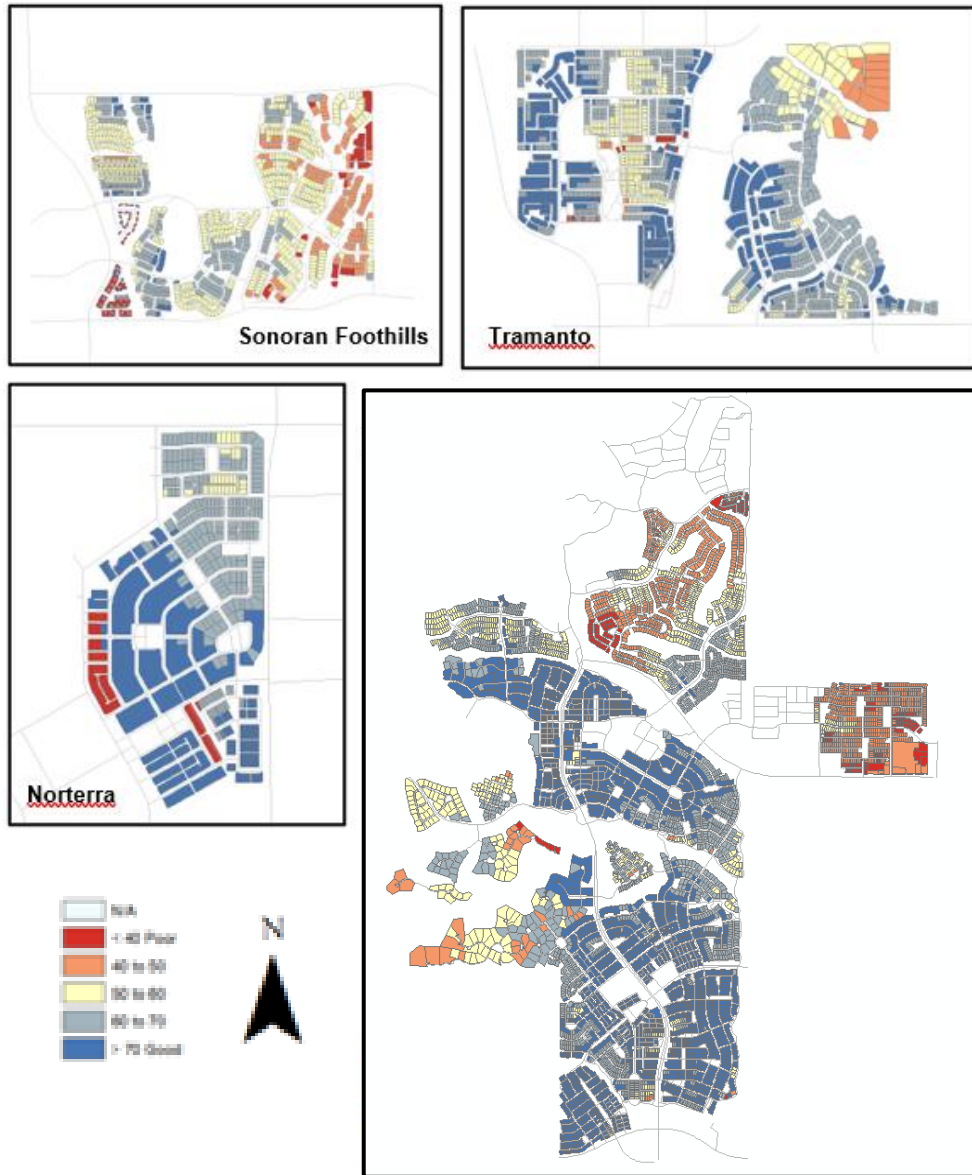 Sonoran Foothills
Tramanto
Norterra
N/A
< 40 Poor
40 to 50
50 to 60
60 to 70
> 70 Good
N